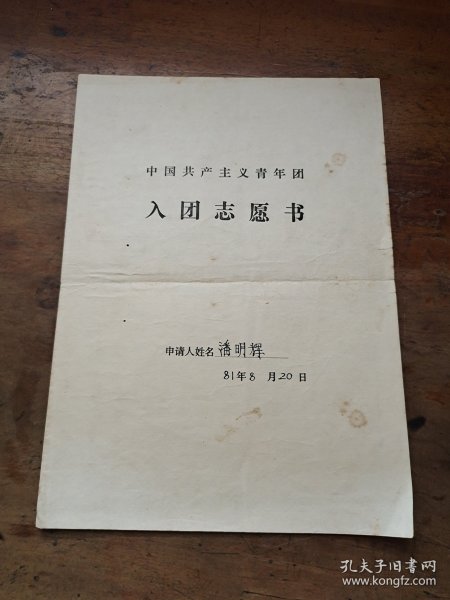 中国共产主义青年团
入团志愿书
申请人姓名 潘明辉
81年8月20日
孔夫子旧书网
www.kongfz.com